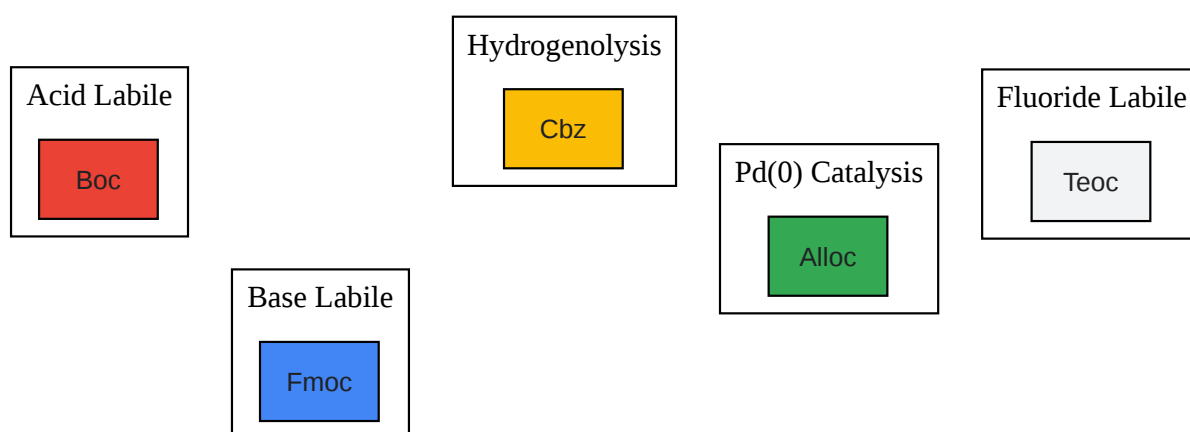 Acid Labile
Boc
Base Labile
Fmoc
Hydrogenolysis
Cbz
Pd(0) Catalysis
Alloc
Fluoride Labile
Teoc